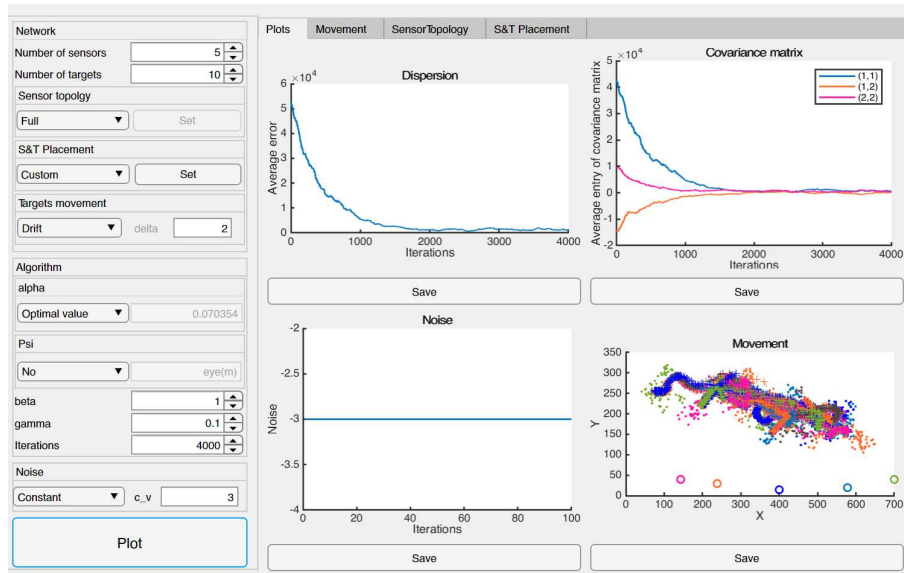 Network
Number of sensors 5
Number of targets 10
Sensor topolgy
Full Set
S&T Placement
Custom Set
Targets movement
Drift delta 2
Algorithm
alpha
Optimal value 0.070354
Psi
No eye(m)
beta 1
gamma 0.1
Iterations 4000
Noise
Constant c_v 3
Plot
Plots Movement SensorTopology S&T Placement
Dispersion
×10⁴
6
5
4
3
2
1
0
Average error
0 1000 2000 3000 4000
Iterations
Save
Covariance matrix
×10⁴
5
4
3
2
1
0
-1
-2
Average entry of covariance matrix
(1,1)
(1,2)
(2,2)
0 1000 2000 3000 4000
Iterations
Save
Noise
-2
-2.5
-3
-3.5
-4
Noise
0 20 40 60 80 100
Iterations
Save
Movement
350
300
250
200
150
100
50
0
Y
0 100 200 300 400 500 600 700
X
Save